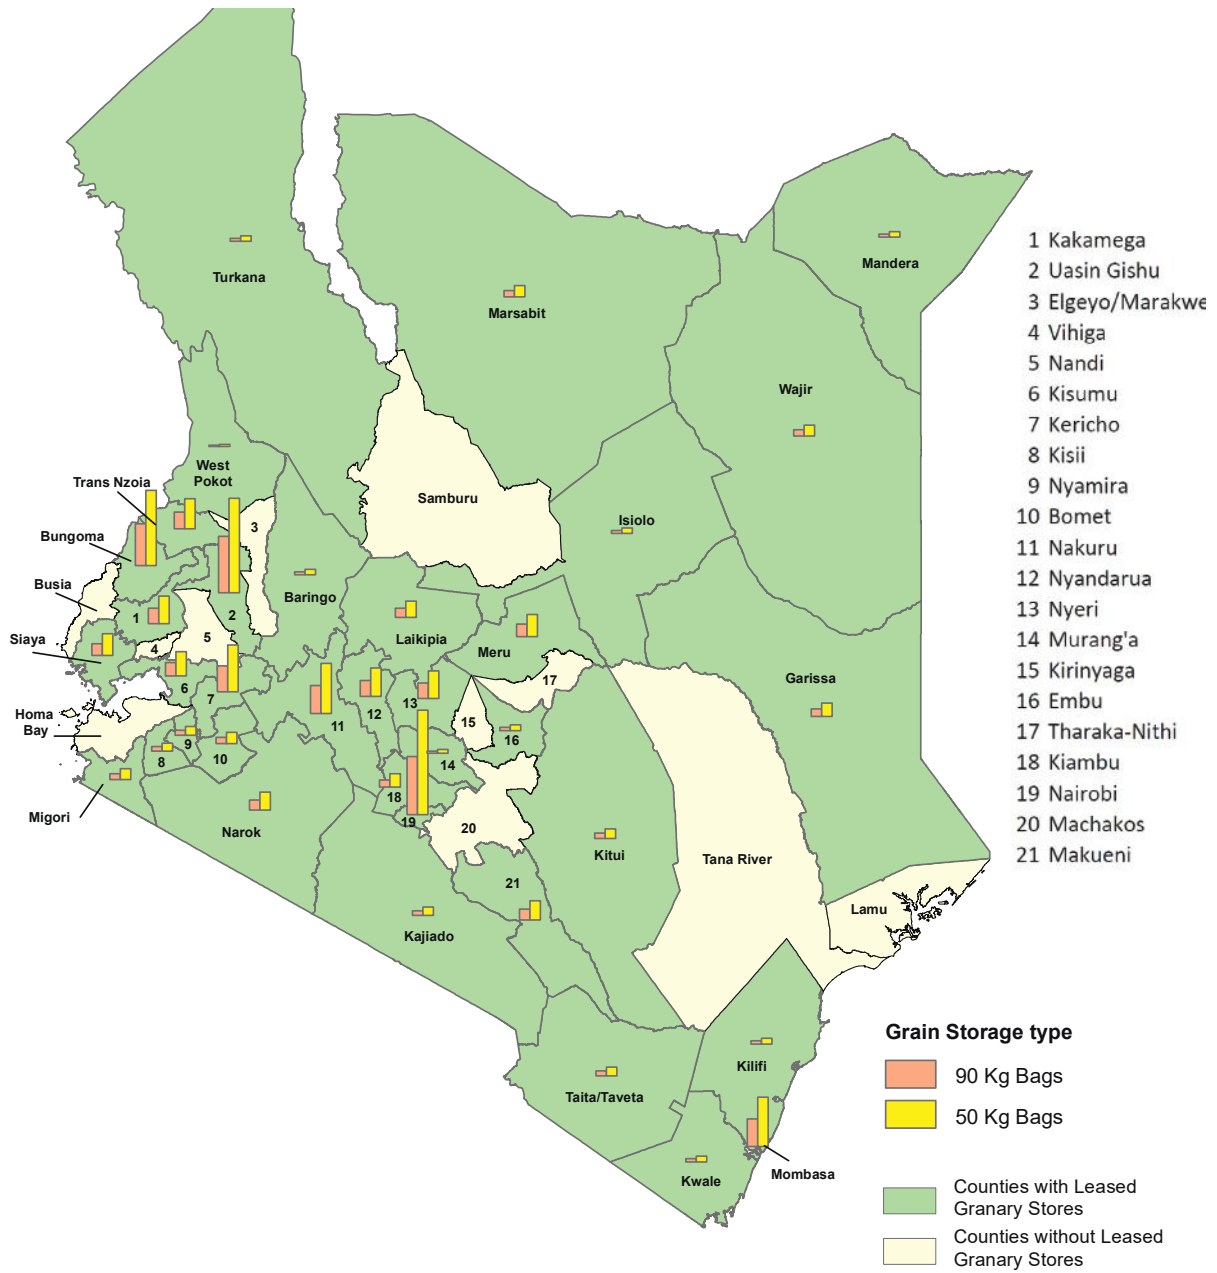 Turkana
Marsabit
Mandera
Wajir
West
Pokot
Trans Nzoia
Samburu
3
Isiolo
Bungoma
Busia
Baringo
1
2
Laikipia
Siaya
4
5
Meru
Garissa
6
7
17
Homa
Bay
11
12
13
15
16
9
8
10
14
Migori
18
19
20
Narok
Kitui
Tana River
21
Lamu
Kajiado
Kilifi
Taita/Taveta
Kwale
Mombasa
1 Kakamega
2 Uasin Gishu
3 Elgeyo/Marakwe
4 Vihiga
5 Nandi
6 Kisumu
7 Kericho
8 Kisii
9 Nyamira
10 Bomet
11 Nakuru
12 Nyandarua
13 Nyeri
14 Murang'a
15 Kirinyaga
16 Embu
17 Tharaka-Nithi
18 Kiambu
19 Nairobi
20 Machakos
21 Makueni
Grain Storage type
90 Kg Bags
50 Kg Bags
Counties with Leased
Granary Stores
Counties without Leased
Granary Stores